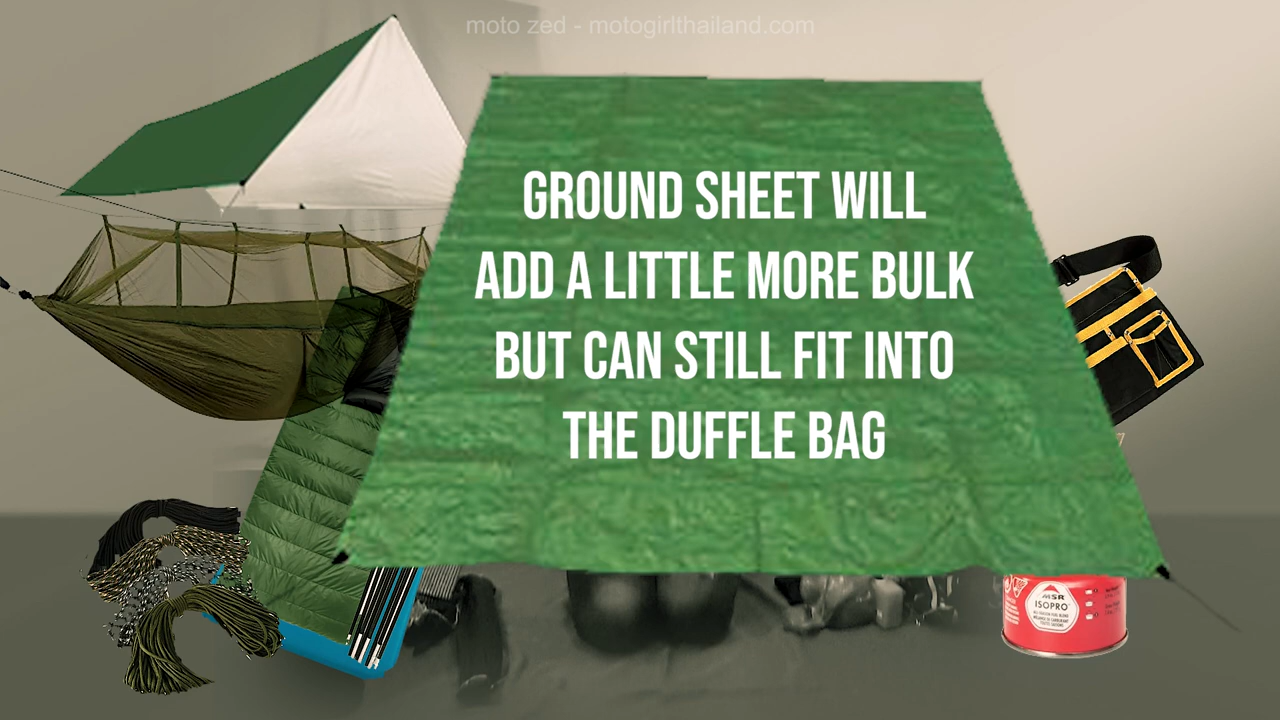 moto zed - motogirlthailand.com
GROUND SHEET WILL
ADD A LITTLE MORE BULK
BUT CAN STILL FIT INTO
THE DUFFLE BAG
MSR
ISOPRO